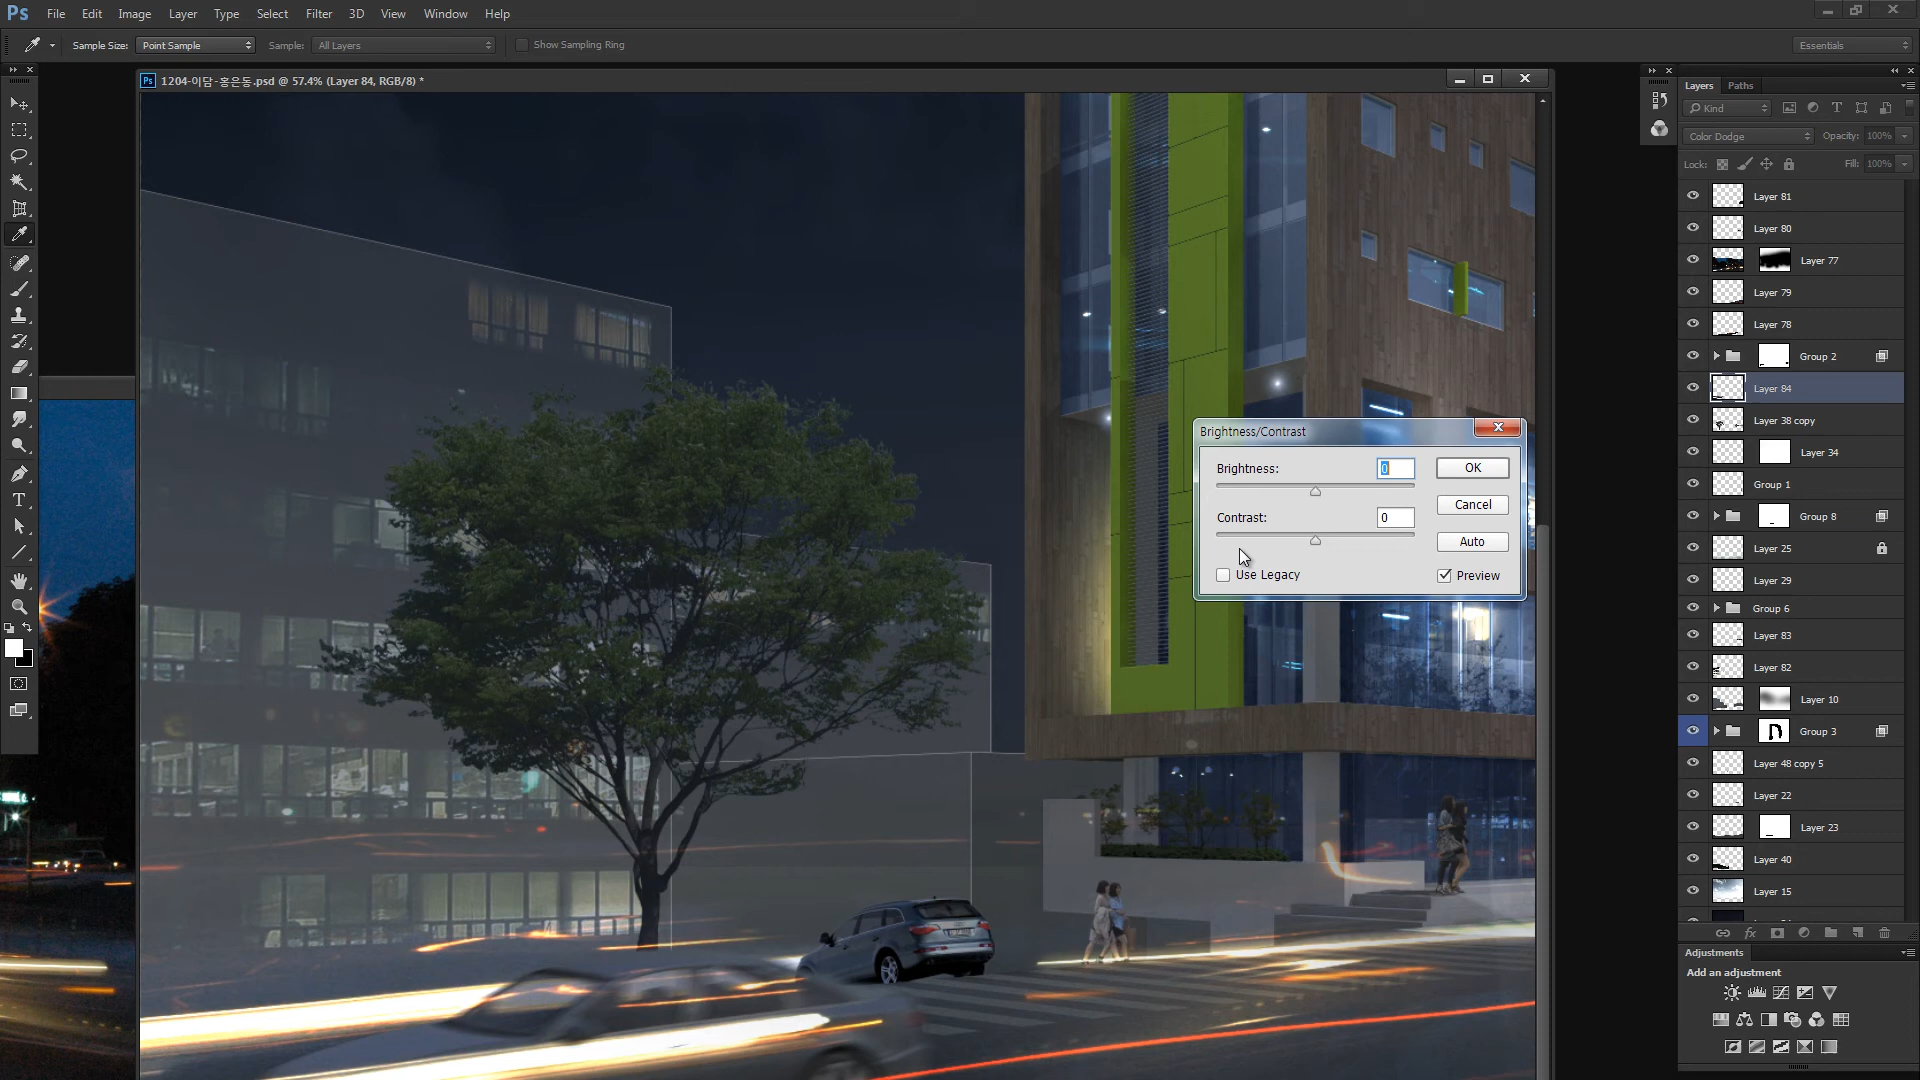 Ps File Edit Image Layer Type Select Filter 3D View Window Help
Sample Size: Point Sample Sample: All Layers Show Sampling Ring Essentials
Ps 1204-이담-홍은동.psd @ 57.4% (Layer 84, RGB/8) *
Layers Paths
Kind
Color Dodge Opacity: 100%
Lock: Fill: 100%
Layer 81
Layer 80
Layer 77
Layer 79
Layer 78
Group 2
Layer 84
Layer 38 copy
Layer 34
Group 1
Group 8
Layer 25
Layer 29
Group 6
Layer 83
Layer 82
Layer 10
Group 3
Layer 48 copy 5
Layer 22
Layer 23
Layer 40
Layer 15
Adjustments
Add an adjustment
Brightness/Contrast
Brightness: 0 OK
Cancel
Contrast: 0
Auto
Use Legacy Preview